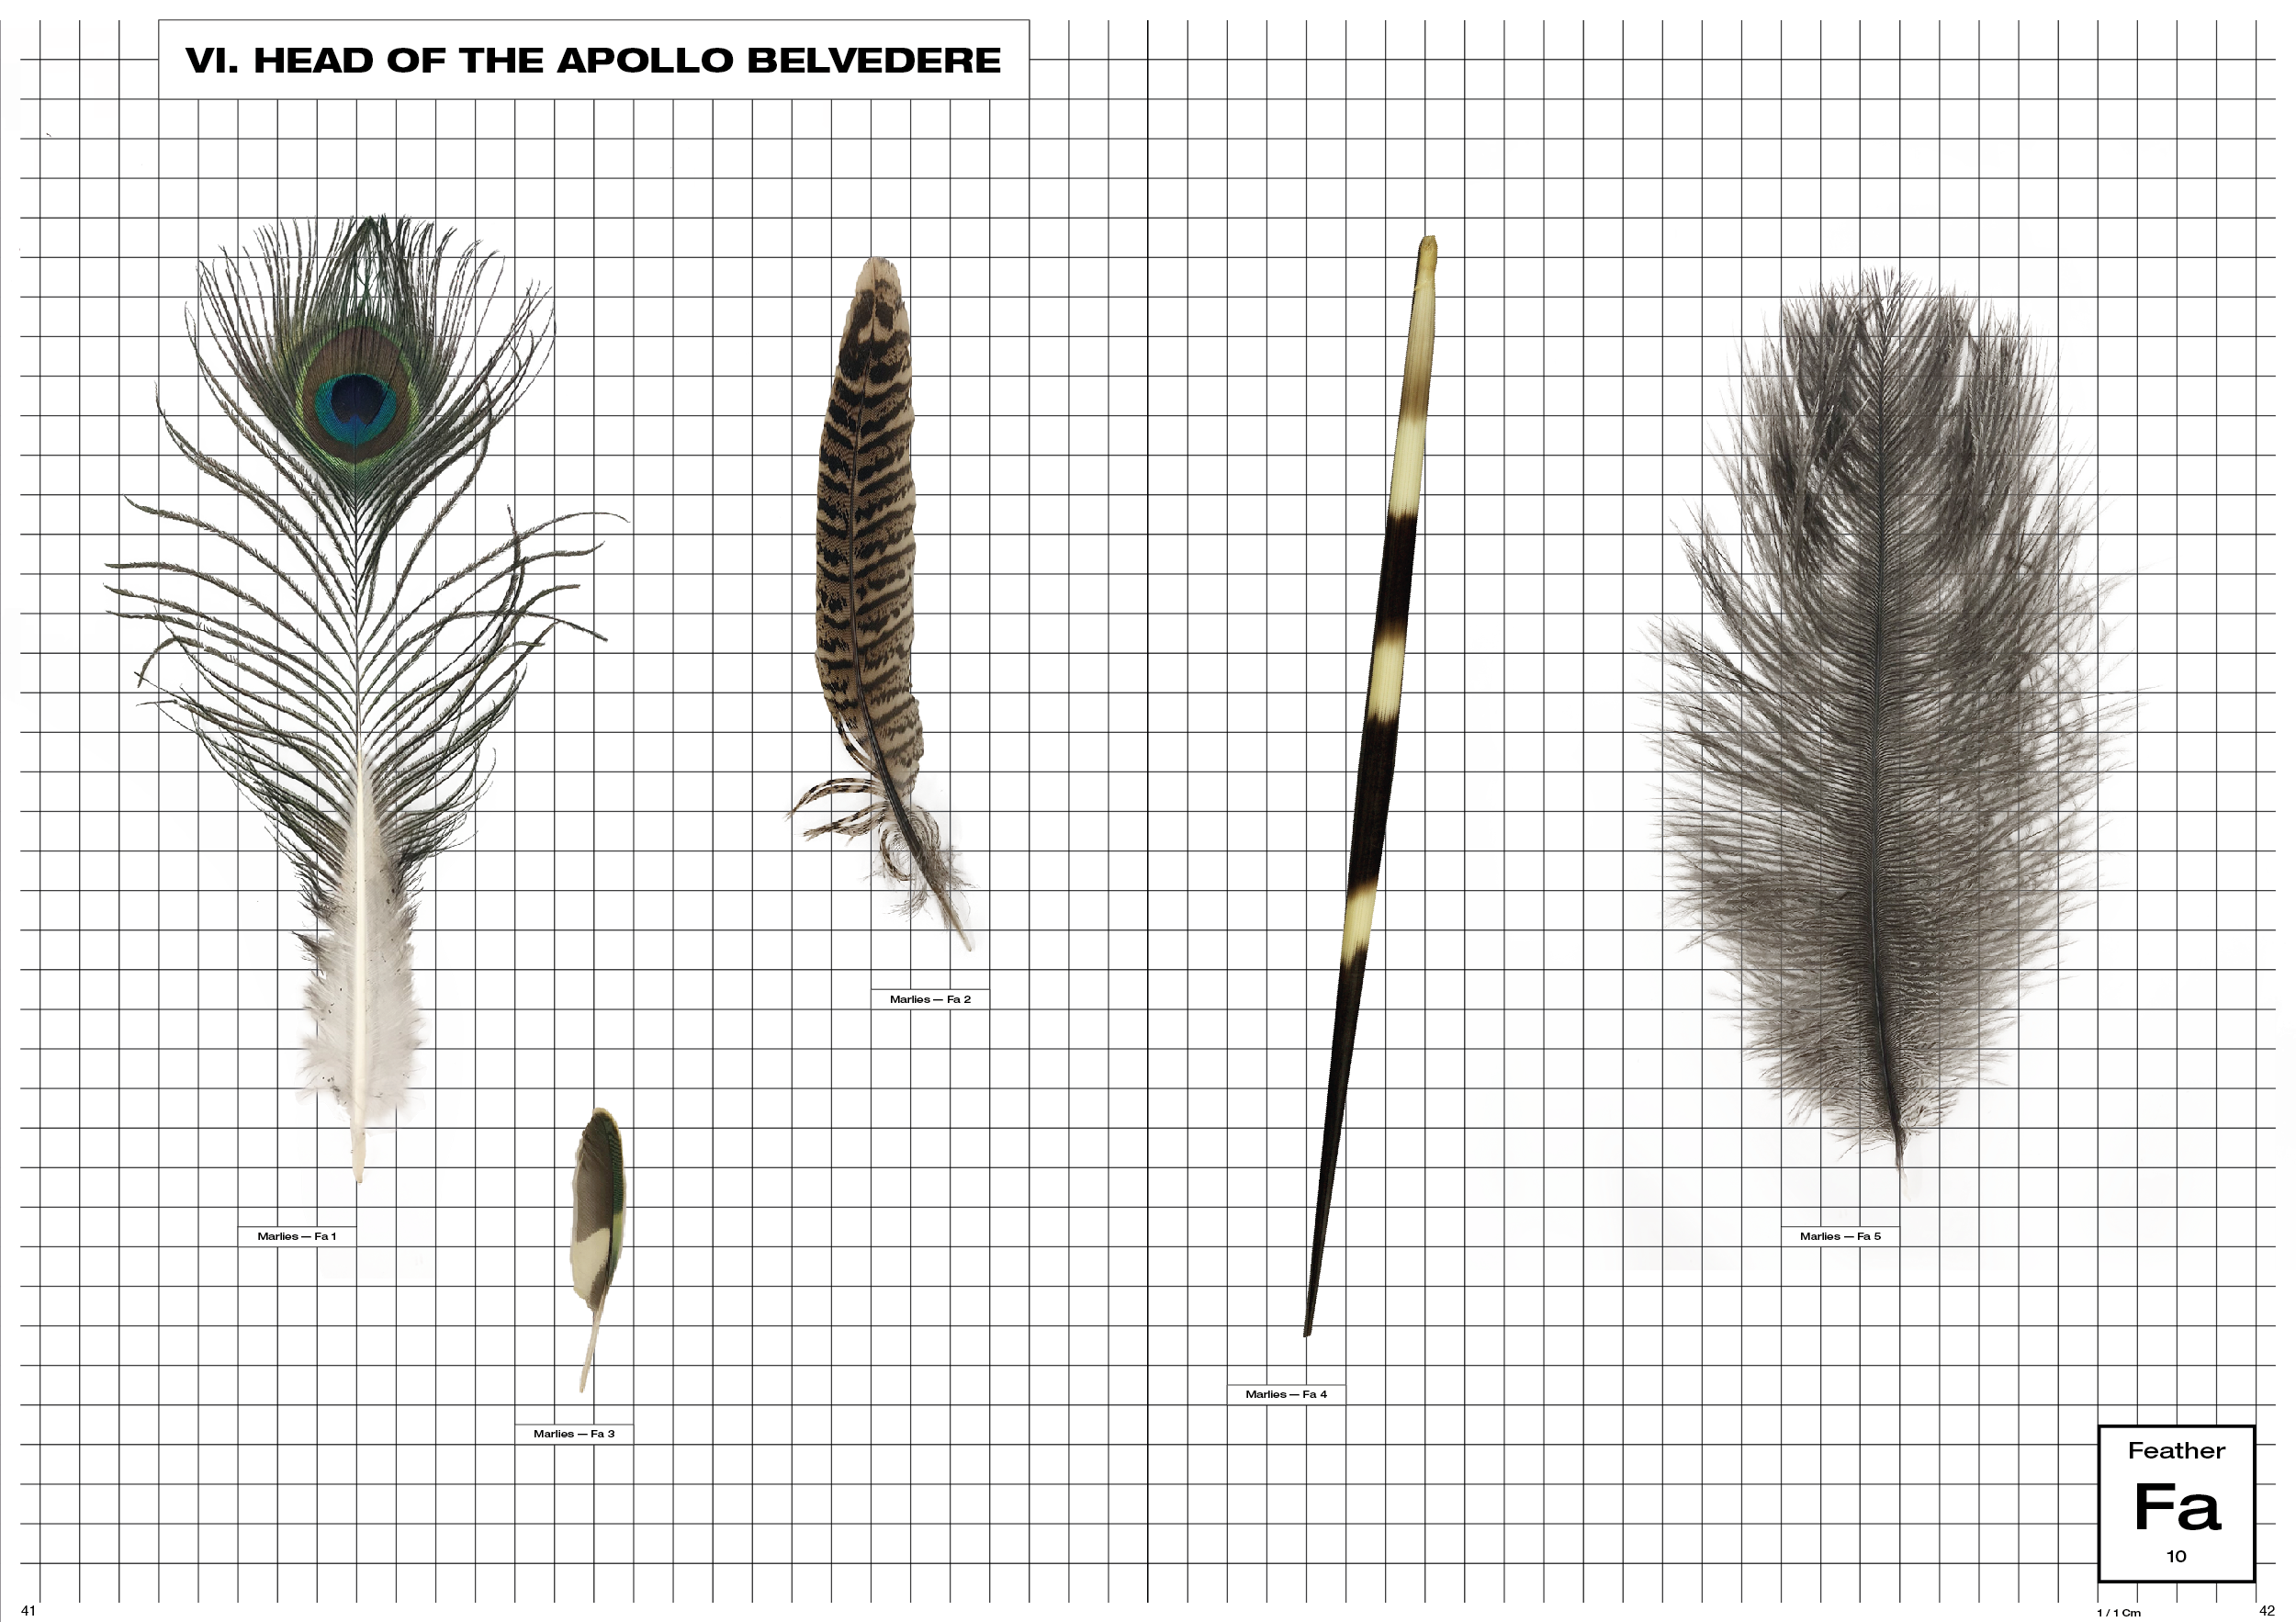 VI. HEAD OF THE APOLLO BELVEDERE
Marlies — Fa 1
Marlies — Fa 2
Marlies — Fa 3
Marlies — Fa 4
Marlies — Fa 5
Feather
Fa
10
41
1 / 1 Cm
42